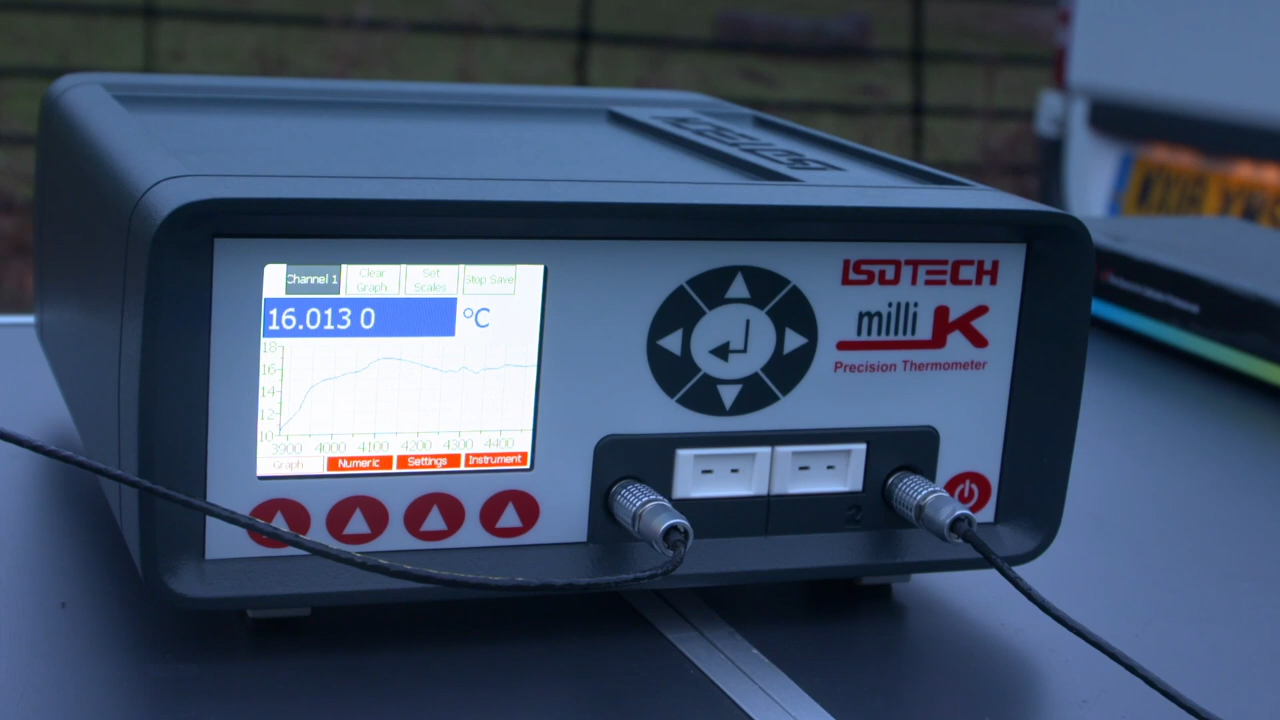 ISOTECH
Channel 1
Clear Graph
Set Scales
Stop Save
16.013 0 °C
18
16
14
12
10
3900 4000 4100 4200 4300 4400
Graph Numeric Settings Instrument
ISOTECH
milli K
Precision Thermometer
2